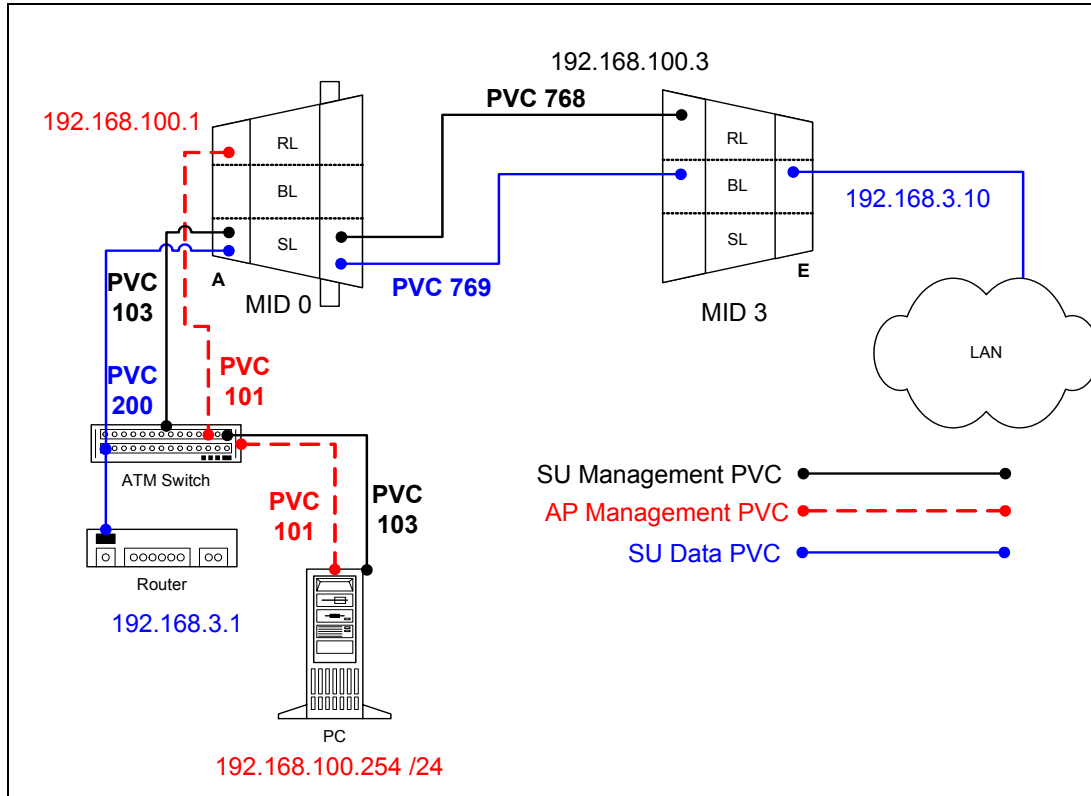 192.168.100.3
PVC 768
192.168.100.1
RL
RL
BL
BL
192.168.3.10
SL
SL
A
E
PVC 769
PVC
103
MID 0
MID 3
LAN
PVC
200
PVC
101
ATM Switch
SU Management PVC
PVC
103
PVC
101
AP Management PVC
SU Data PVC
Router
192.168.3.1
PC
192.168.100.254 /24